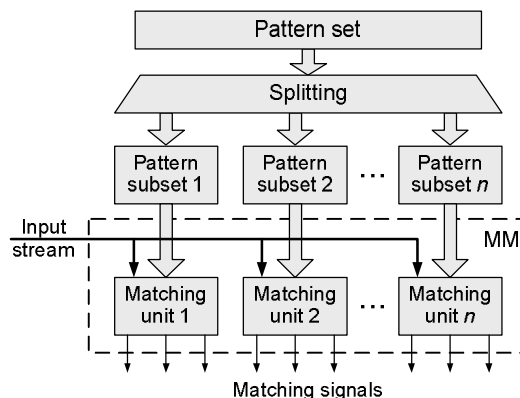 Pattern set
Splitting
Pattern
subset 1
Pattern
subset 2
...
Pattern
subset n
Input
stream
MM
Matching
unit 1
Matching
unit 2
...
Matching
unit n
Matching signals